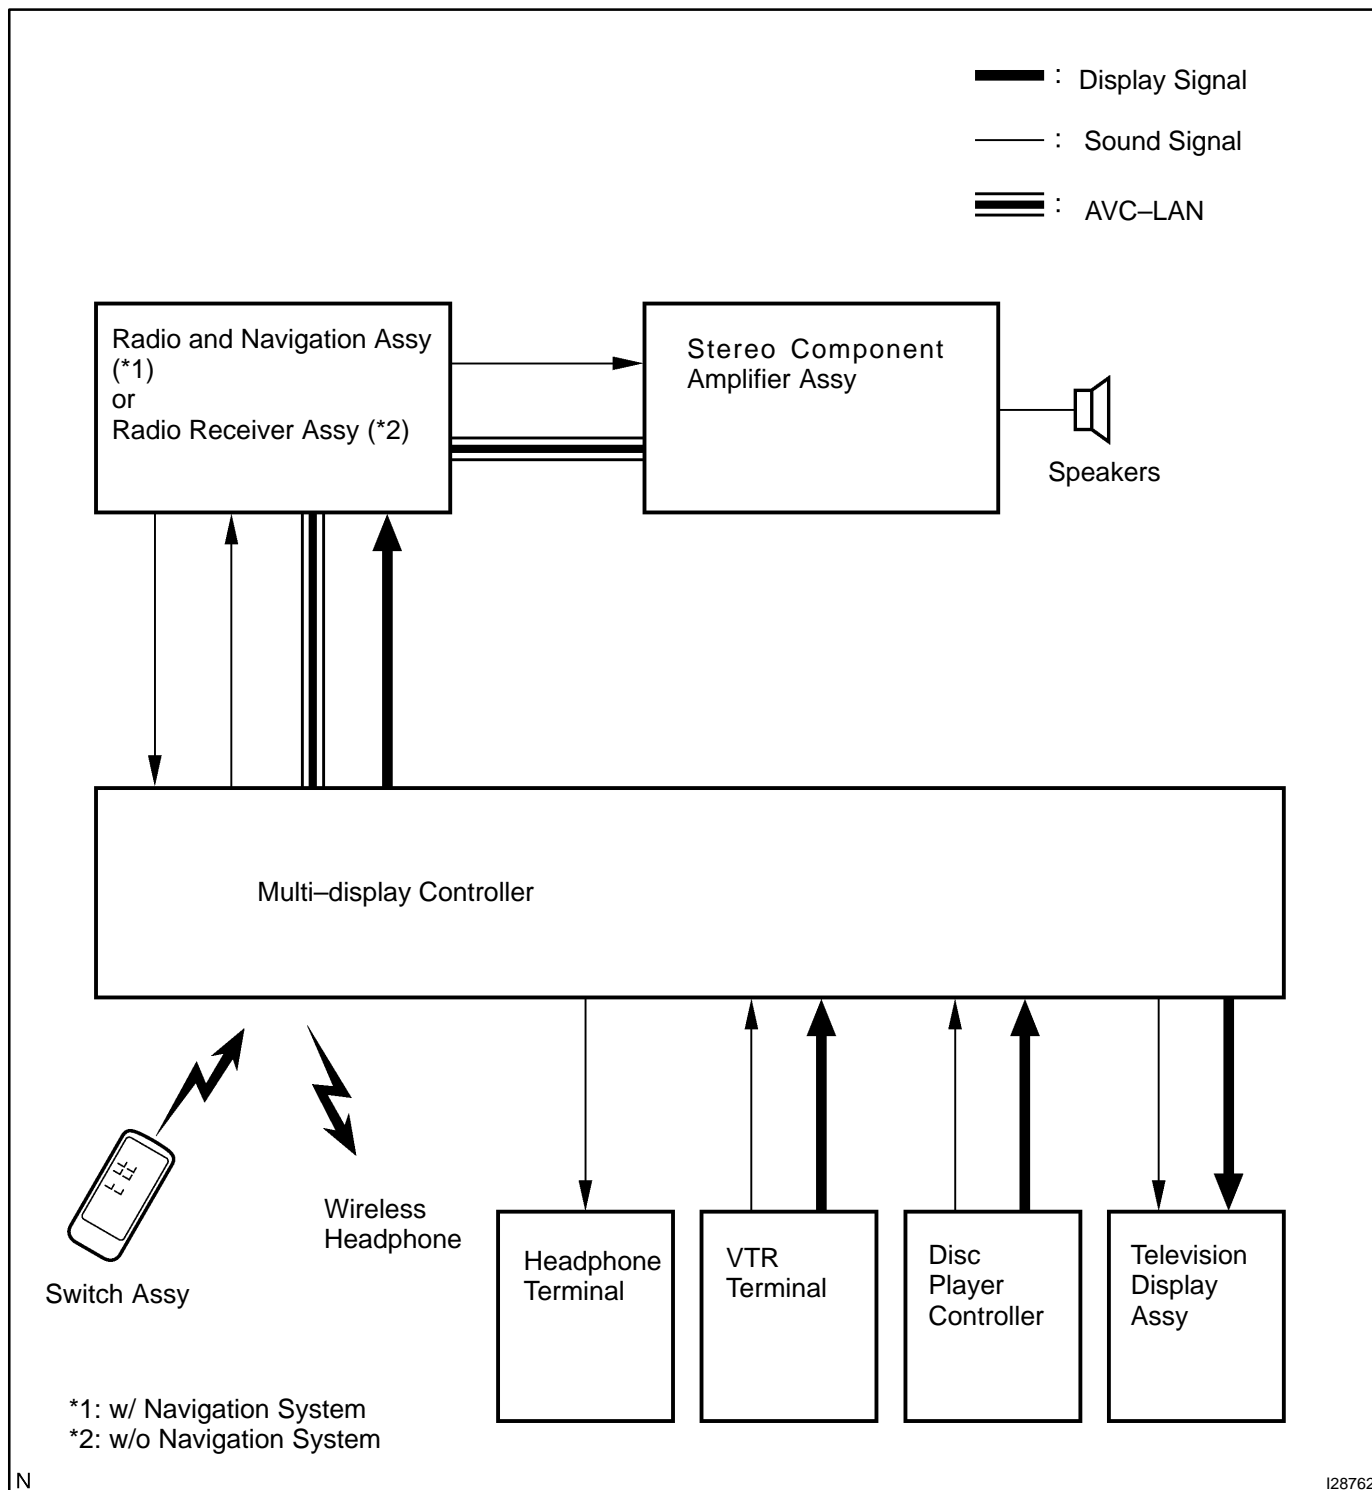 : Display Signal
: Sound Signal
: AVC–LAN
Radio and Navigation Assy
(*1)
or
Radio Receiver Assy (*2)
Stereo Component
Amplifier Assy
Speakers
Multi–display Controller
Switch Assy
Wireless
Headphone
Headphone
Terminal
VTR
Terminal
Disc
Player
Controller
Television
Display
Assy
*1: w/ Navigation System
*2: w/o Navigation System
N
I28762